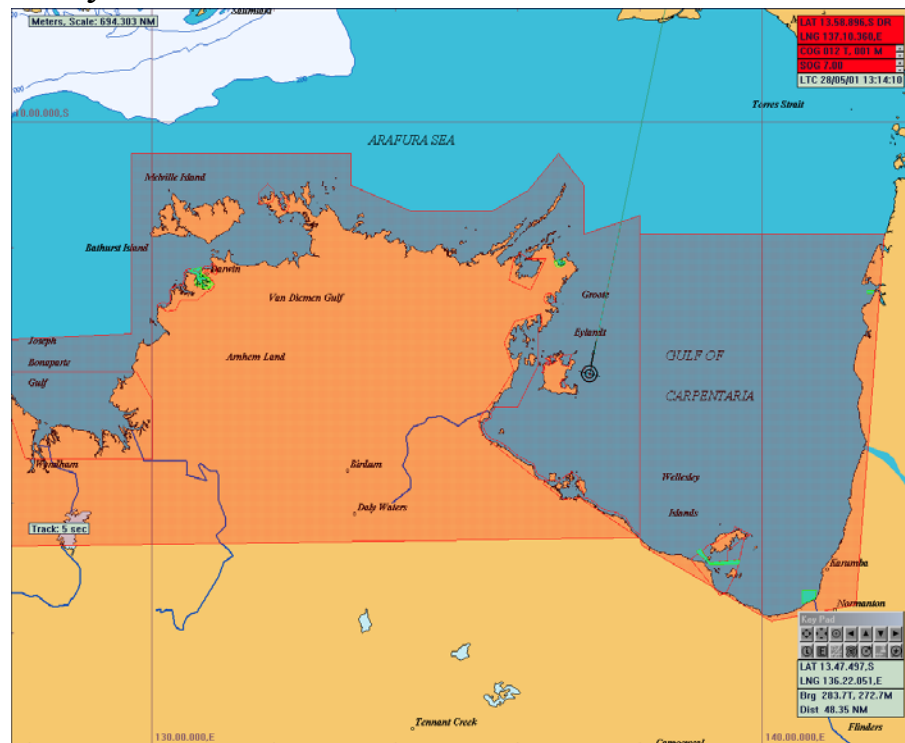 Meters, Scale: 694.303 NM
LAT 13.50.896,S DR
LNG 137.10.360,E
COG 012 T, 001 M
SOG 7.00
LTC 28/05/01 13:14:10
Torres Strait
10.00.000,S
ARAFURA SEA
Melville Island
Bathurst Island
Darwin
Van Diemen Gulf
Groote
Eylandt
Joseph
Bonaparte
Gulf
Arnhem Land
GULF OF
CARPENTARIA
Wyndham
Birdum
Wellesley
Islands
Daly Waters
Track: 5 sec
Karumba
Normanton
Key Pad
LAT 13.47.497,S
LNG 136.22.051,E
Brg 283.7T, 272.7M
Dist 48.35 NM
Tennant Creek
Flinders
130.00.000,E
140.00.000,E